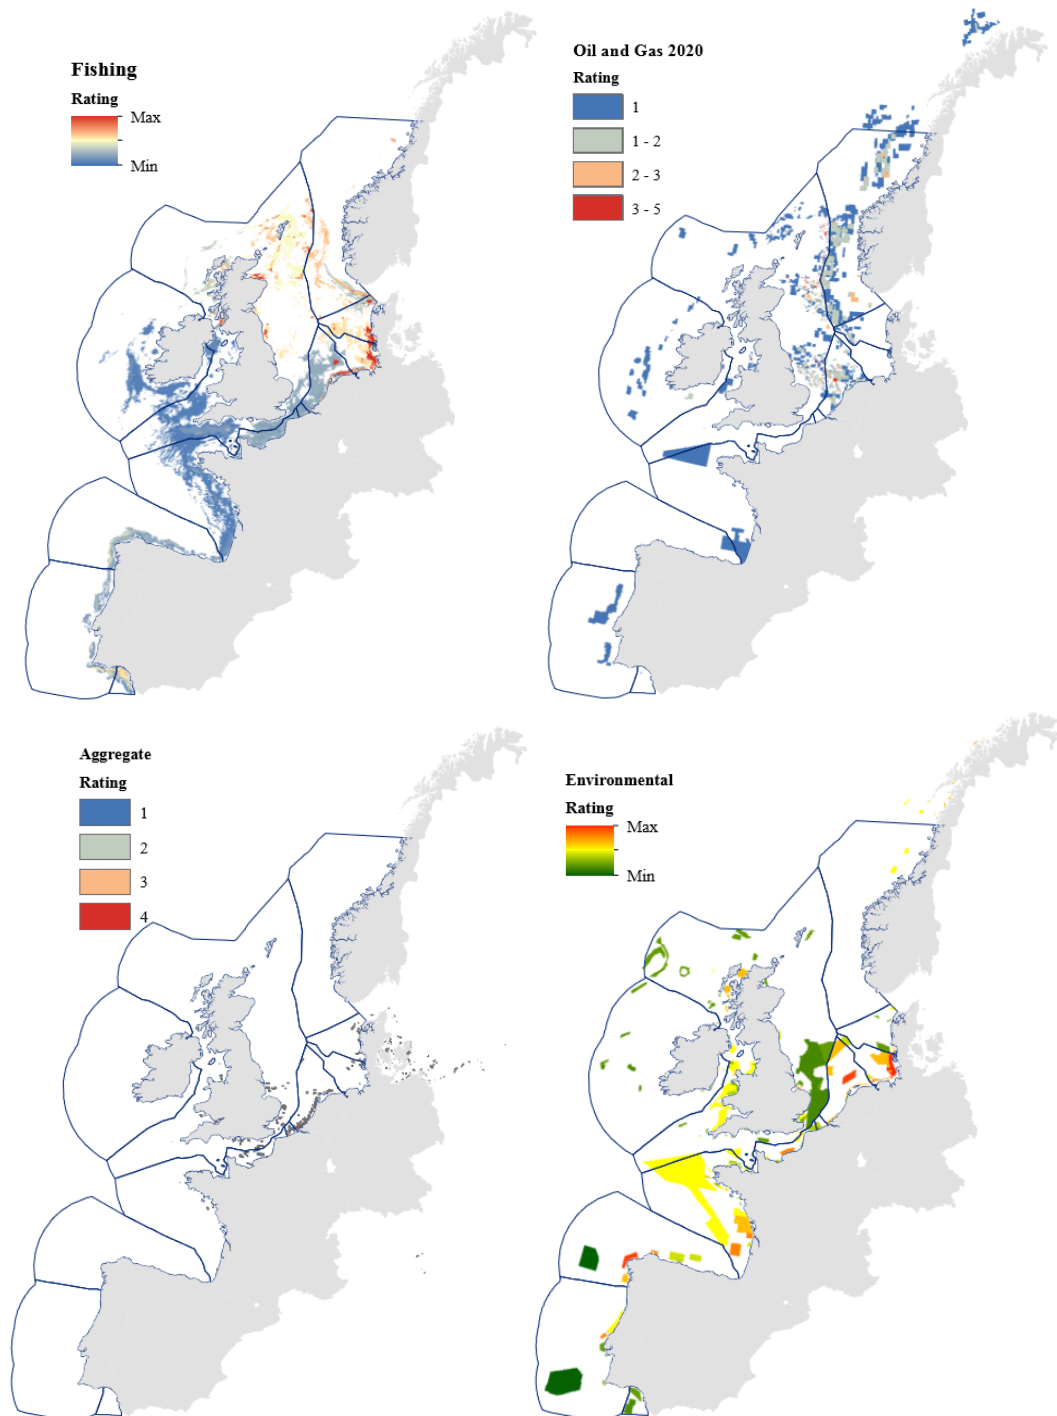 Fishing
Rating
Max
Min
Oil and Gas 2020
Rating
1
1 - 2
2 - 3
3 - 5
Aggregate
Rating
1
2
3
4
Environmental
Rating
Max
Min